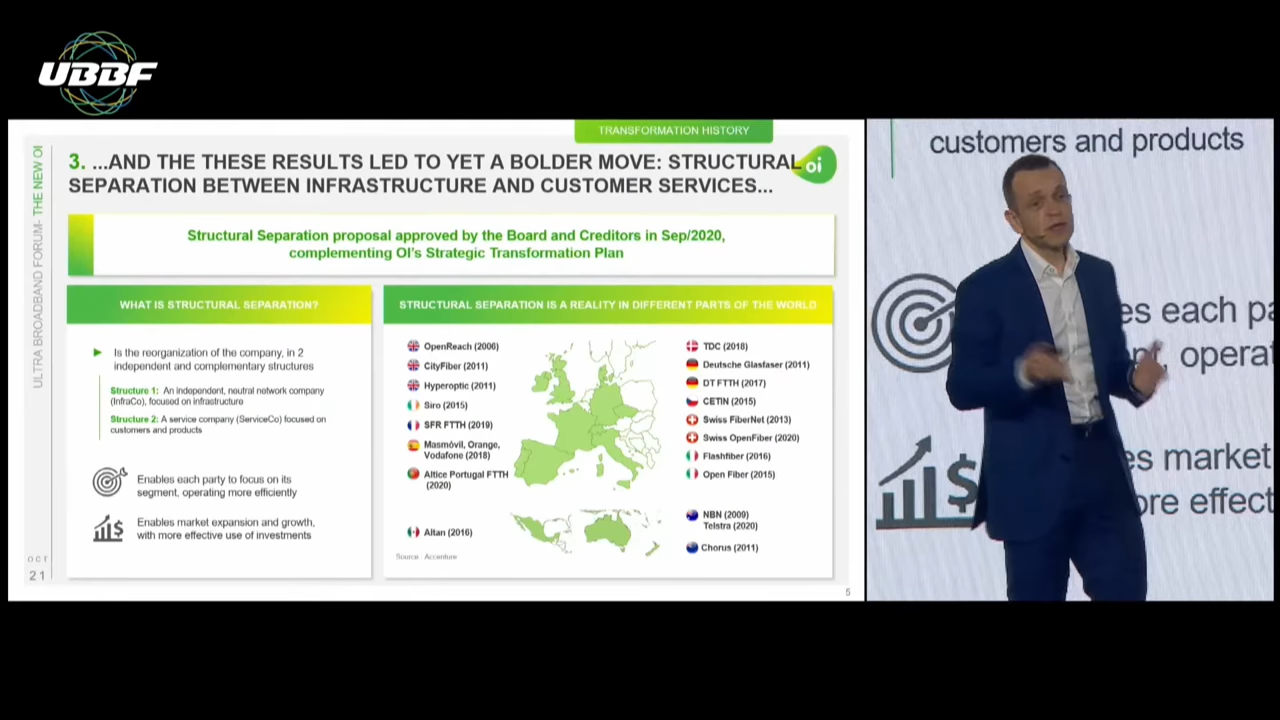 UBBF
TRANSFORMATION HISTORY
ULTRA BROADBAND FORUM- THE NEW OI
3. ...AND THE THESE RESULTS LED TO YET A BOLDER MOVE: STRUCTURAL
SEPARATION BETWEEN INFRASTRUCTURE AND CUSTOMER SERVICES...
oi
Structural Separation proposal approved by the Board and Creditors in Sep/2020,
complementing OI's Strategic Transformation Plan
WHAT IS STRUCTURAL SEPARATION?
Is the reorganization of the company, in 2
independent and complementary structures
Structure 1: An independent, neutral network company
(InfraCo), focused on infrastructure
Structure 2: A service company (ServiceCo) focused on
customers and products
Enables each party to focus on its
segment, operating more efficiently
Enables market expansion and growth,
with more effective use of investments
STRUCTURAL SEPARATION IS A REALITY IN DIFFERENT PARTS OF THE WORLD
OpenReach (2006)
CityFiber (2011)
Hyperoptic (2011)
Siro (2015)
SFR FTTH (2019)
Masmóvil, Orange,
Vodafone (2018)
Altice Portugal FTTH
(2020)
Altan (2016)
TDC (2018)
Deutsche Glasfaser (2011)
DT FTTH (2017)
CETIN (2015)
Swiss FiberNet (2013)
Swiss OpenFiber (2020)
Flashfiber (2016)
Open Fiber (2015)
NBN (2009)
Telstra (2020)
Chorus (2011)
Source: Accenture
OCT
21
5
customers and products
es each pa
nt, operat
$
es market
ore effect